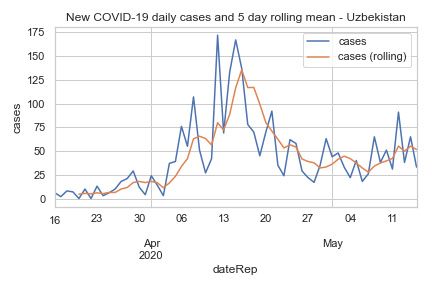 New COVID-19 daily cases and 5 day rolling mean - Uzbekistan
cases
cases (rolling)
175
150
125
100
75
50
25
0
cases
16 23 30 06 13 20 27 04 11
Apr May
2020
dateRep